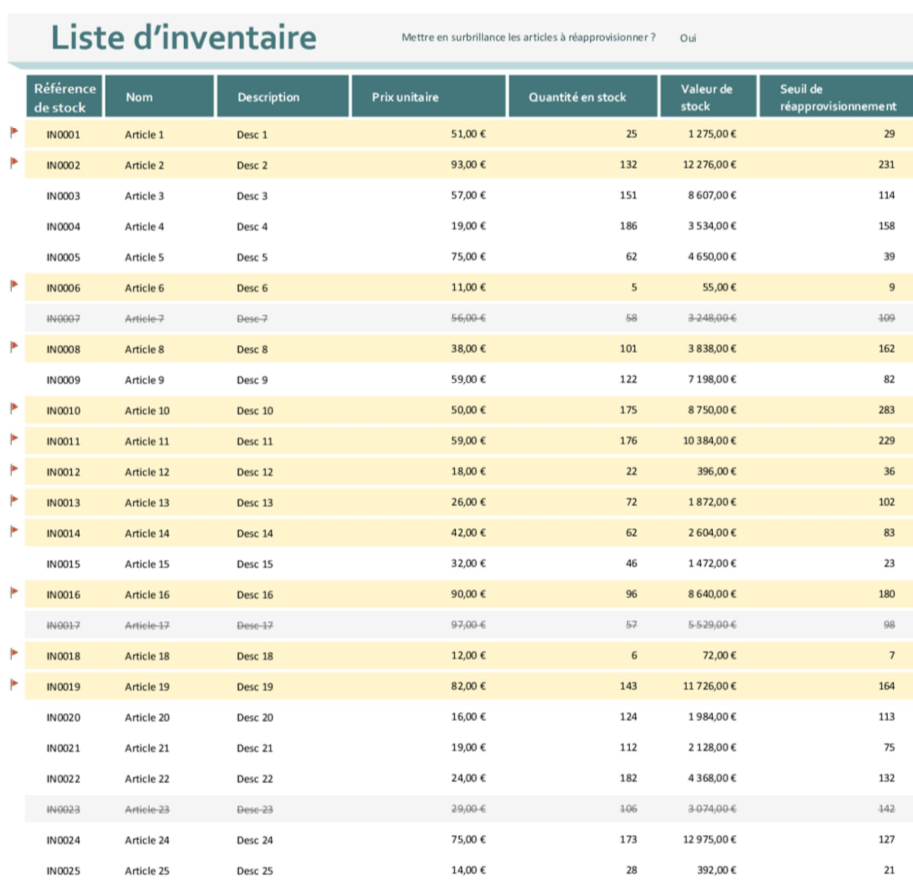 Liste d’inventaire Mettre en surbrillance les articles à réapprovisionner ? Oui
Référence de stock Nom Description Prix unitaire Quantité en stock Valeur de stock Seuil de réapprovisionnement
IN0001 Article 1 Desc 1 51,00 € 25 1 275,00 € 29
IN0002 Article 2 Desc 2 93,00 € 132 12 276,00 € 231
IN0003 Article 3 Desc 3 57,00 € 151 8 607,00 € 114
IN0004 Article 4 Desc 4 19,00 € 186 3 534,00 € 158
IN0005 Article 5 Desc 5 75,00 € 62 4 650,00 € 39
IN0006 Article 6 Desc 6 11,00 € 5 55,00 € 9
IN0007 Article 7 Desc 7 56,00 € 58 3 248,00 € 109
IN0008 Article 8 Desc 8 38,00 € 101 3 838,00 € 162
IN0009 Article 9 Desc 9 59,00 € 122 7 198,00 € 82
IN0010 Article 10 Desc 10 50,00 € 175 8 750,00 € 283
IN0011 Article 11 Desc 11 59,00 € 176 10 384,00 € 229
IN0012 Article 12 Desc 12 18,00 € 22 396,00 € 36
IN0013 Article 13 Desc 13 26,00 € 72 1 872,00 € 102
IN0014 Article 14 Desc 14 42,00 € 62 2 604,00 € 83
IN0015 Article 15 Desc 15 32,00 € 46 1 472,00 € 23
IN0016 Article 16 Desc 16 90,00 € 96 8 640,00 € 180
IN0017 Article 17 Desc 17 97,00 € 57 5 529,00 € 98
IN0018 Article 18 Desc 18 12,00 € 6 72,00 € 7
IN0019 Article 19 Desc 19 82,00 € 143 11 726,00 € 164
IN0020 Article 20 Desc 20 16,00 € 124 1 984,00 € 113
IN0021 Article 21 Desc 21 19,00 € 112 2 128,00 € 75
IN0022 Article 22 Desc 22 24,00 € 182 4 368,00 € 132
IN0023 Article 23 Desc 23 29,00 € 106 3 074,00 € 142
IN0024 Article 24 Desc 24 75,00 € 173 12 975,00 € 127
IN0025 Article 25 Desc 25 14,00 € 28 392,00 € 21